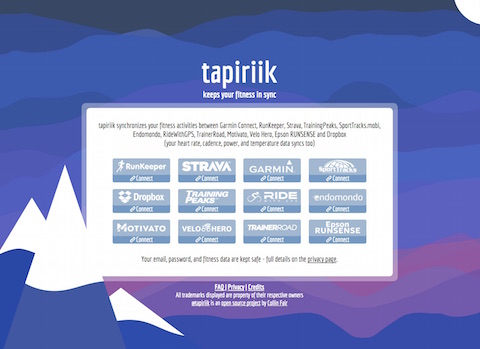 tapiriik
keeps your fitness in sync
tapiriik synchronizes your fitness activities between Garmin Connect, RunKeeper, Strava, TrainingPeaks, SportTracks.mobi,
Endomondo, RideWithGPS, TrainerRoad, Motivato, Velo Hero, Epson RUNSENSE and Dropbox
(your heart rate, cadence, power, and temperature data syncs too)
RunKeeper STRAVA GARMIN SportTracks
Connect Connect Connect Connect
Dropbox TRAINING PEAKS RIDE endomondo
Connect Connect Connect Connect
MOTIVATO VELO HERO TRAINERROAD Epson RUNSENSE
Connect Connect Connect Connect
Your email, password, and fitness data are kept safe - full details on the privacy page.
FAQ | Privacy | Credits
All trademarks displayed are property of their respective owners
tapiriik is an open source project by Collin Fair